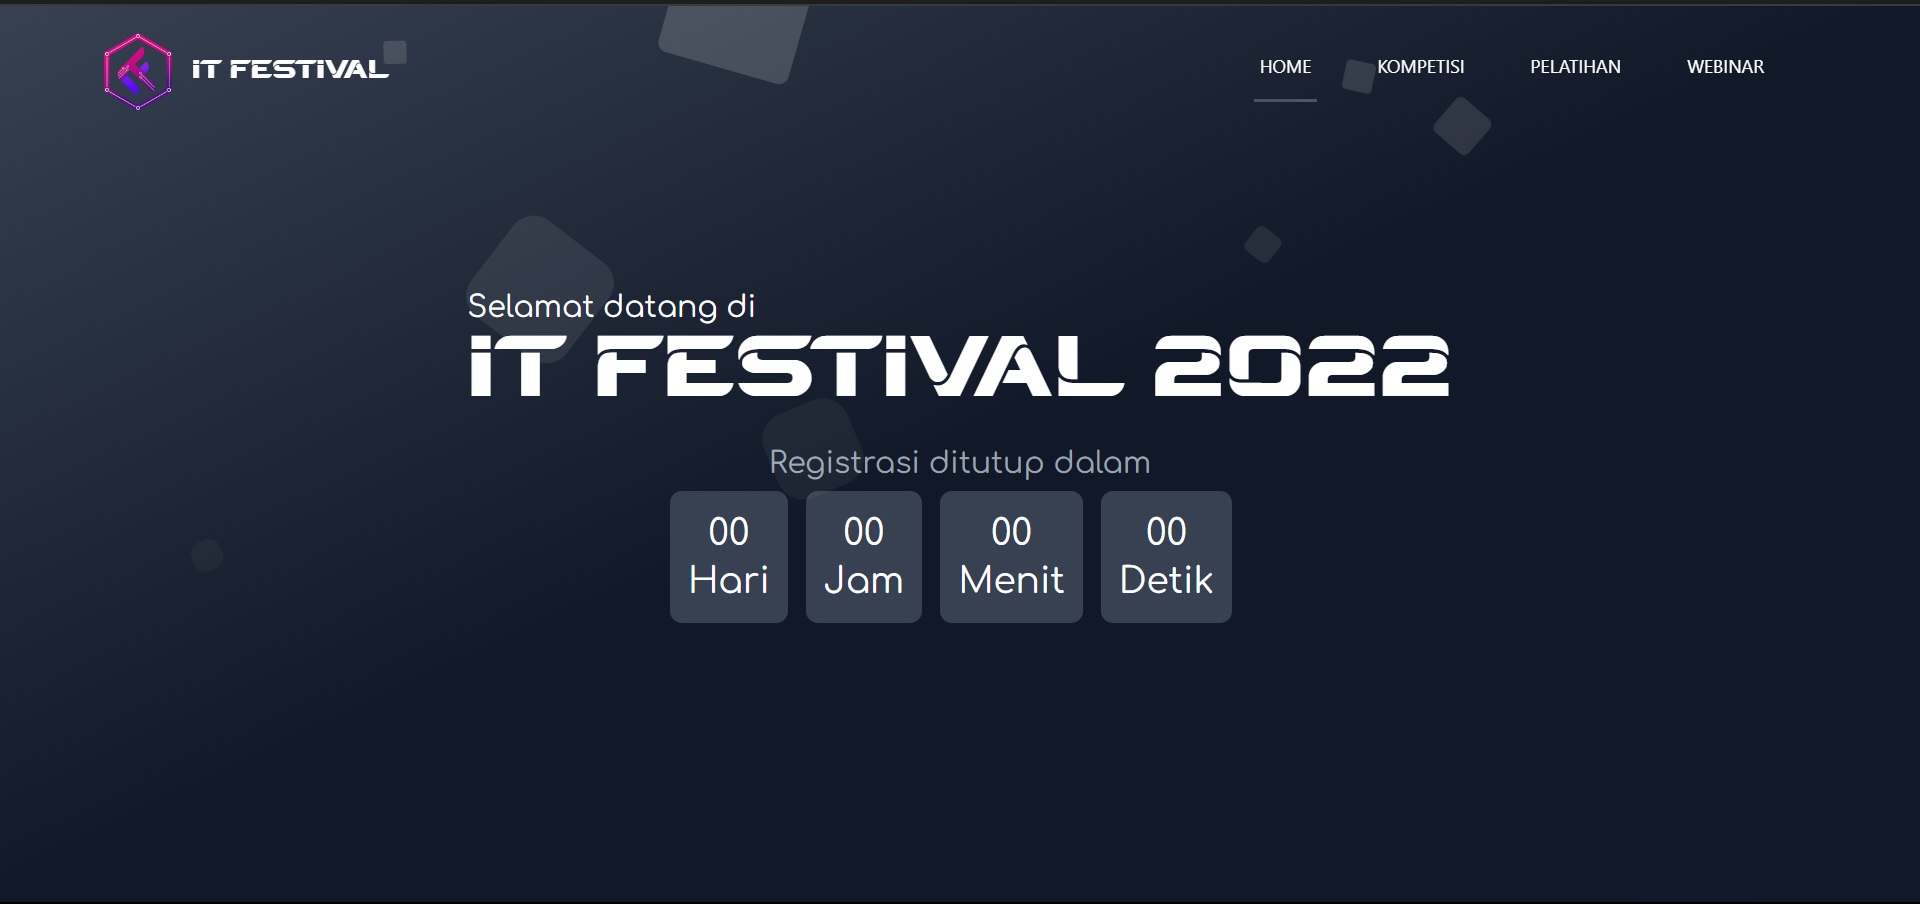 iT FESTiVAL
HOME KOMPETISI PELATIHAN WEBINAR
Selamat datang di
iT FESTiVAL 2022
Registrasi ditutup dalam
00 00 00 00
Hari Jam Menit Detik